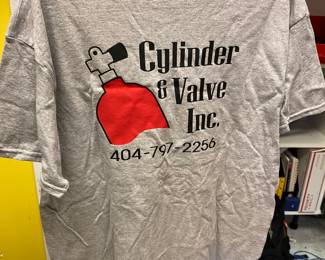 Cylinder
& Valve
Inc.
404-797-2256